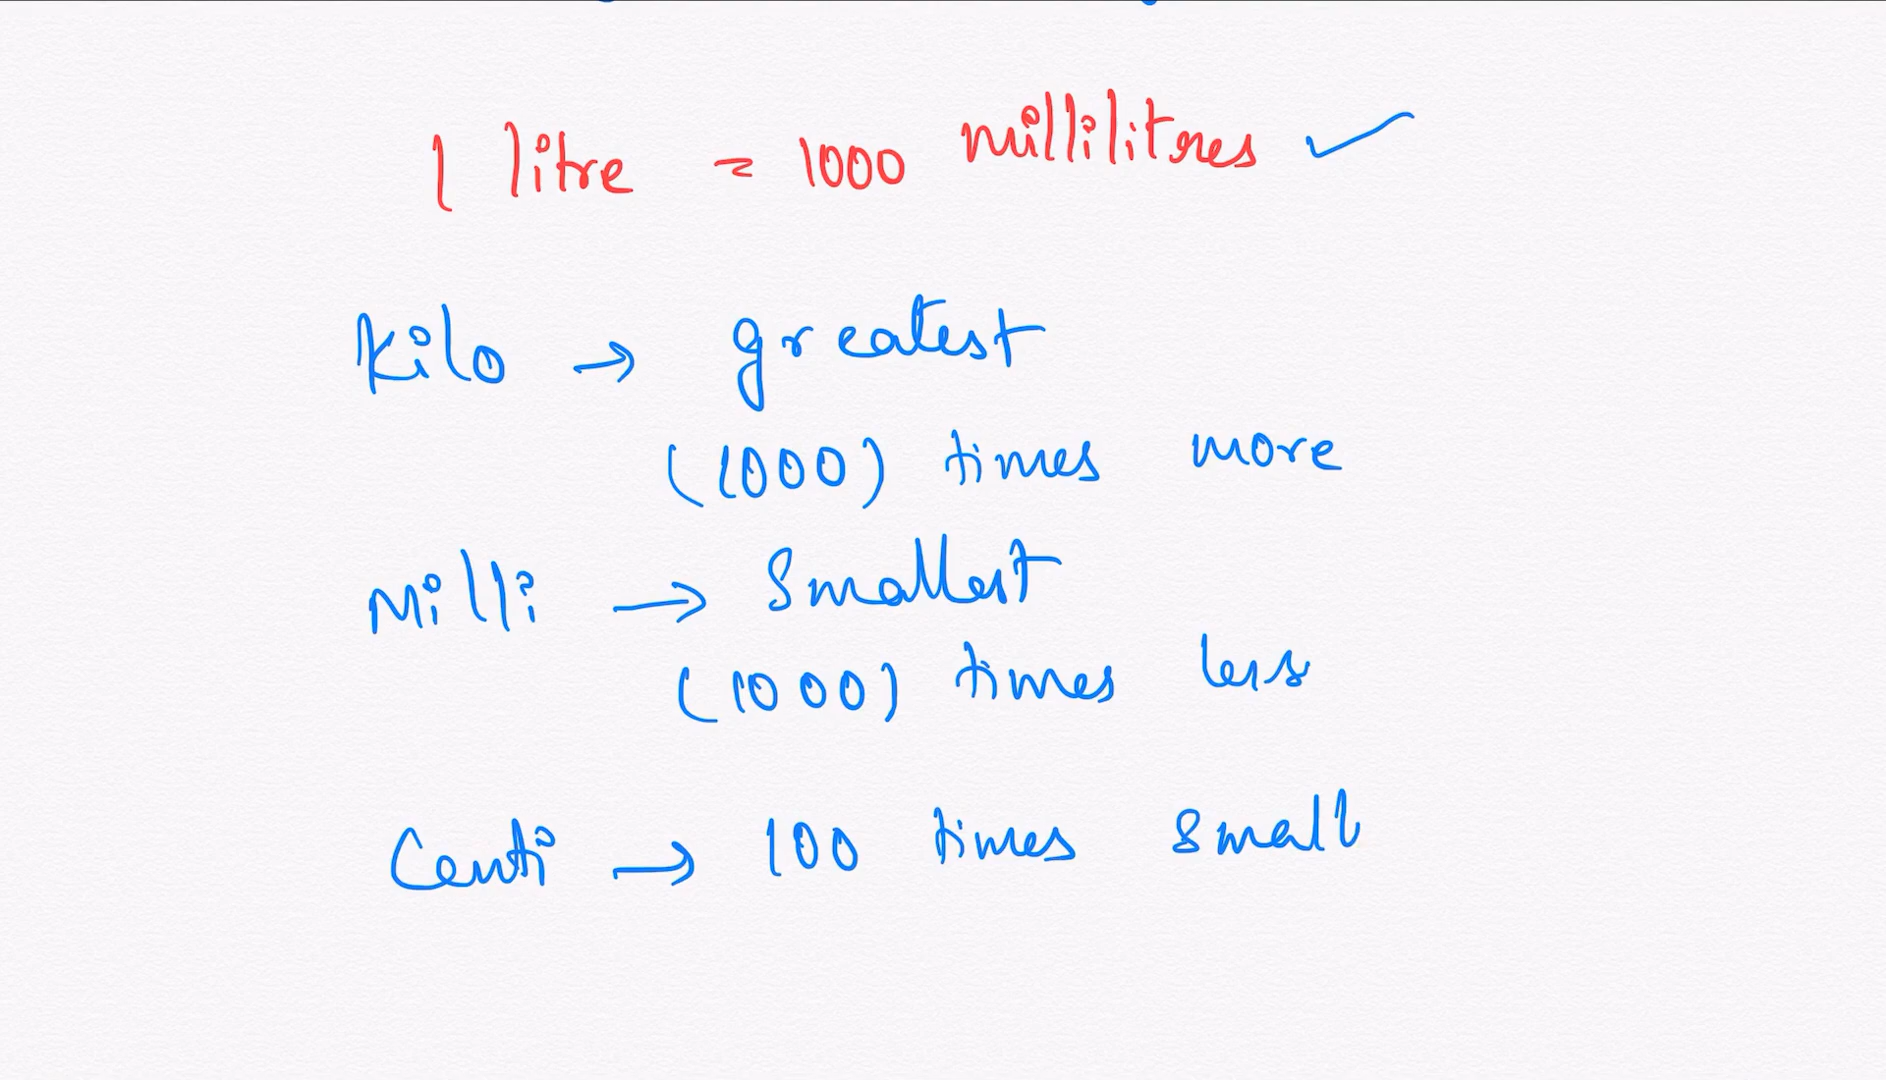 1 litre = 1000 millilitres ✓
Kilo → greatest
(1000) times more
Milli → Smallest
(1000) times less
Centi → 100 times small